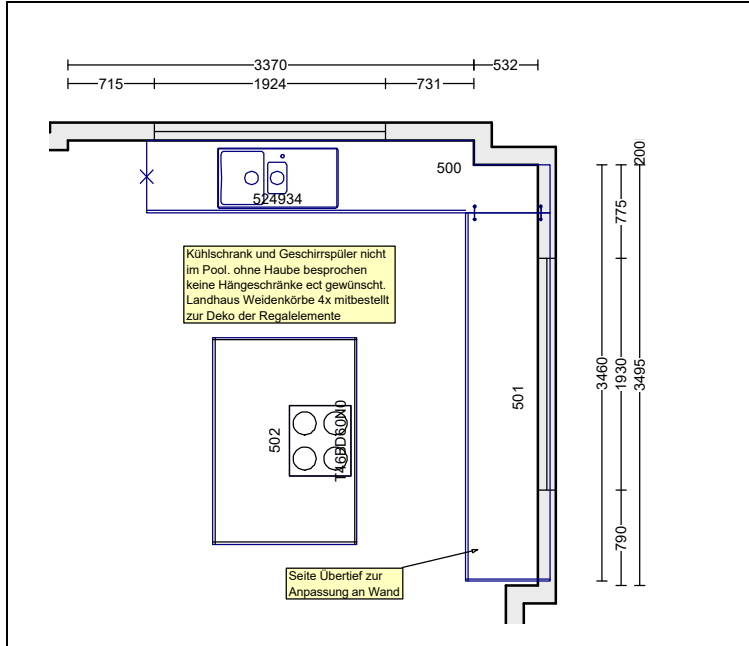 3370
532
715
1924
731
200
500
775
524934
Kühlschrank und Geschirrspüler nicht
im Pool. ohne Haube besprochen
keine Hängeschränke ect gewünscht.
Landhaus Weidenkörbe 4x mitbestellt
zur Deko der Regalelemente
3460
1930
3495
501
502
T46BD60N0
790
Seite Übertief zur
Anpassung an Wand